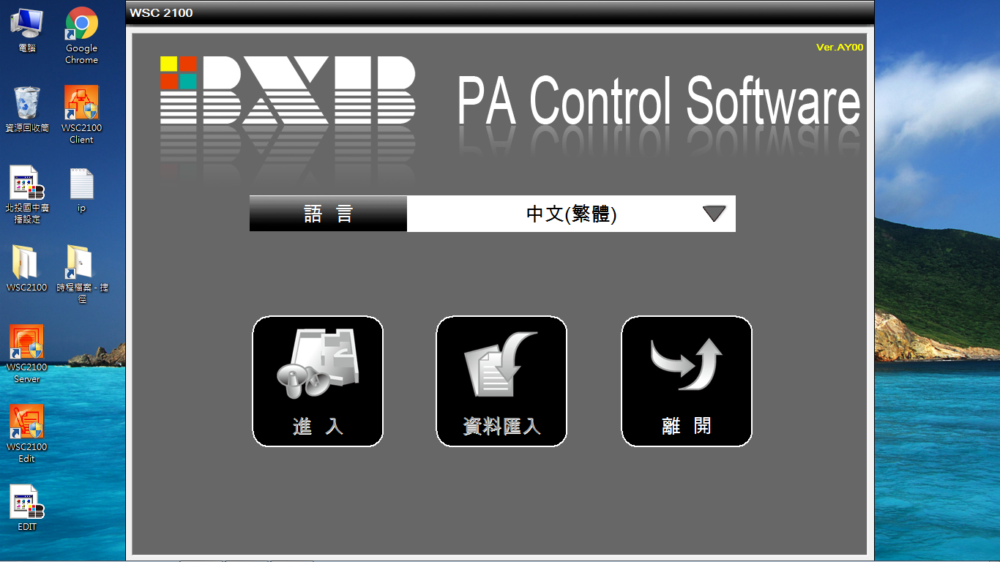 WSC 2100
Ver.AY00
BXB
PA Control Software
語 言
中文(繁體)
進 入
資料匯入
離 開
電腦
Google
Chrome
資源回收筒
WSC2100
Client
北投國中廣
播設定
ip
WSC2100
時程檔案 - 捷
徑
WSC2100
Server
WSC2100
Edit
EDIT